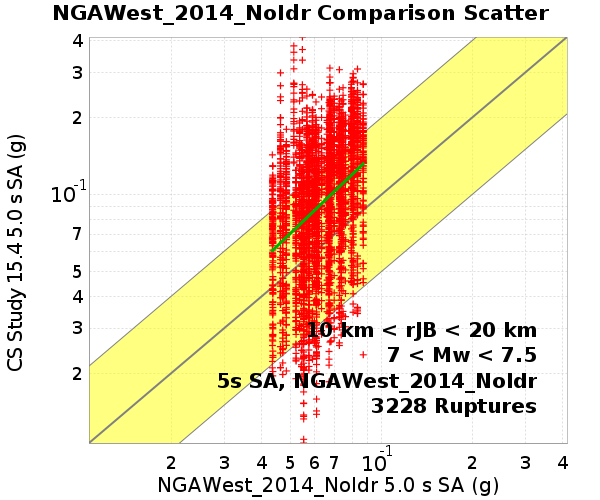 NGAWest_2014_NoIdr Comparison Scatter
CS Study 15.4 5.0 s SA (g)
4
3
2
10⁻¹
7
5
4
3
2
10 km < rJB < 20 km
7 < Mw < 7.5
5s SA, NGAWest_2014_NoIdr
3228 Ruptures
2 3 4 5 6 7 10⁻¹ 2 3 4
NGAWest_2014_NoIdr 5.0 s SA (g)